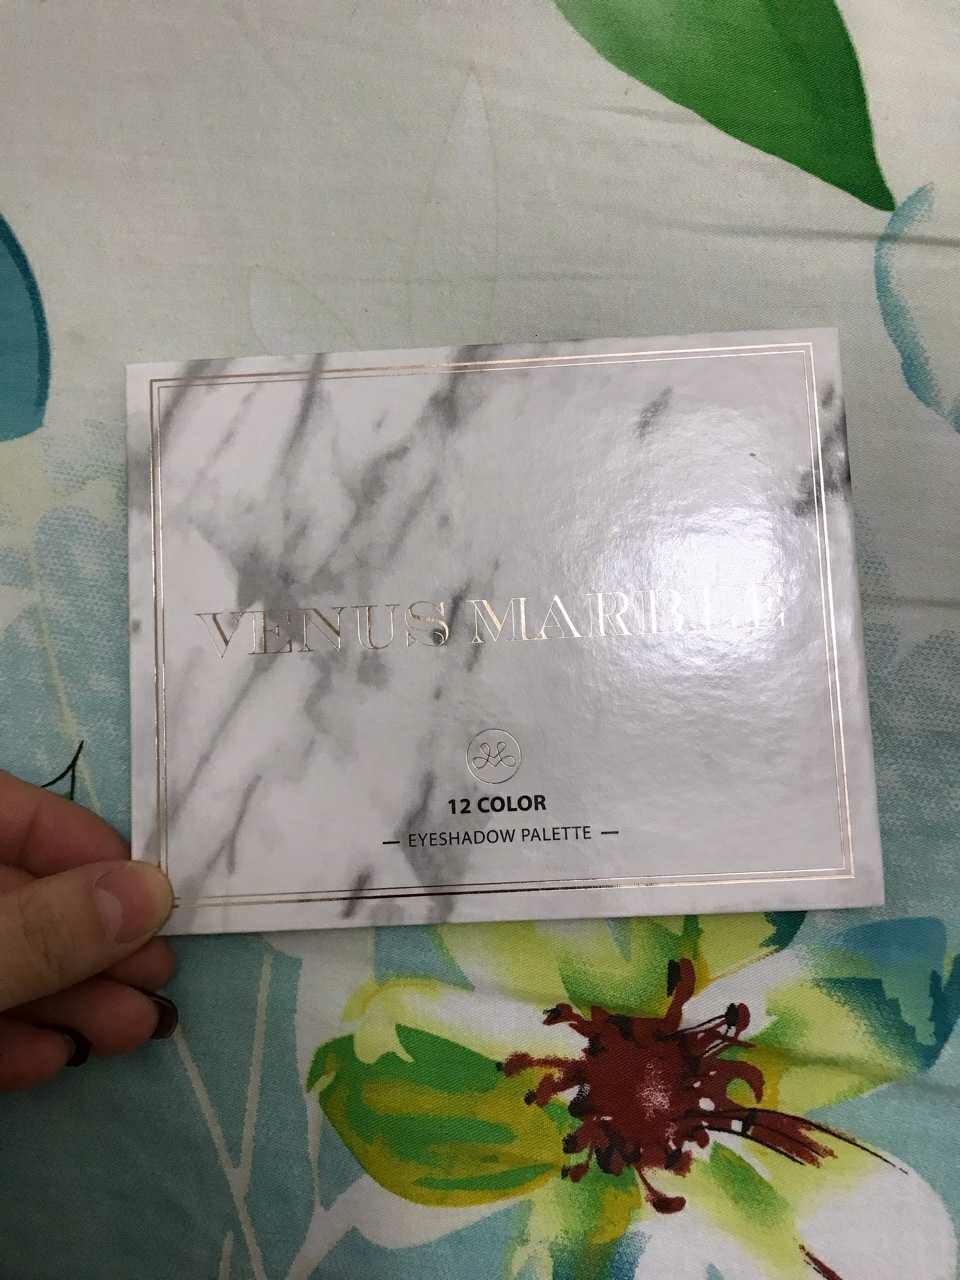 VENUS MARBLE
12 COLOR
— EYESHADOW PALETTE —